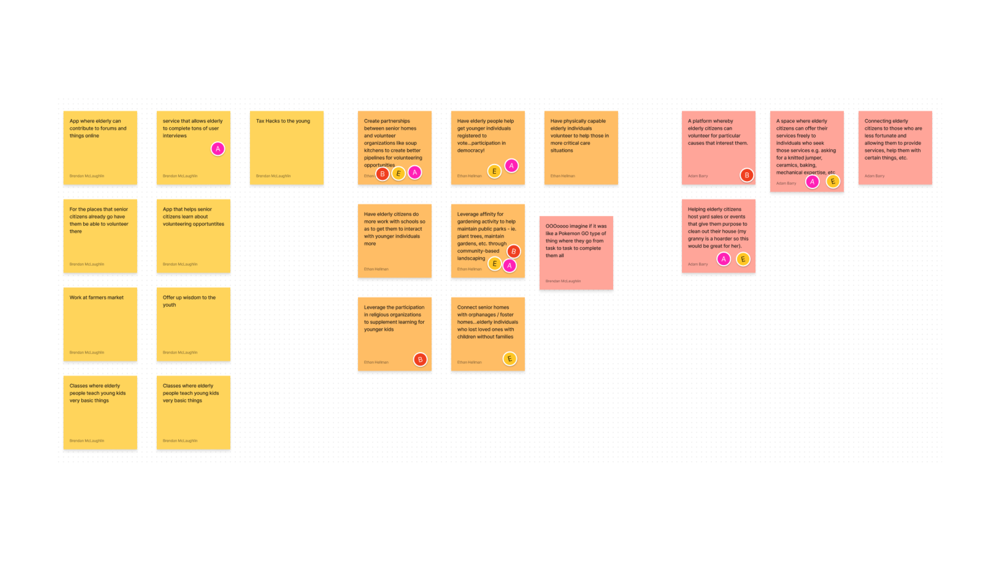 App where elderly can
contribute to forums and
things online
Brendan McLaughlin
service that allows elderly
to complete tons of user
interviews
A
Brendan McLaughlin
Tax Hacks to the young
Brendan McLaughlin
For the places that senior
citizens already go have
them be able to volunteer
there
Brendan McLaughlin
App that helps senior
citizens learn about
volunteering opportuntites
Brendan McLaughlin
Work at farmers market
Brendan McLaughlin
Offer up wisdom to the
youth
Brendan McLaughlin
Classes where elderly
people teach young kids
very basic things
Brendan McLaughlin
Classes where elderly
people teach young kids
very basic things
Brendan McLaughlin
Create partnerships
between senior homes
and volunteer
organizations like soup
kitchens to create better
pipelines for volunteering
opportunities
Ethan
B E A
Have elderly people help
get younger individuals
registered to
vote...participation in
democracy!
E A
Ethan Hellman
Have physically capable
elderly individuals
volunteer to help those in
more critical care
situations
Ethan Hellman
Have elderly citizens do
more work with schools so
as to get them to interact
with younger individuals
more
Ethan Hellman
Leverage affinity for
gardening activity to help
maintain public parks - ie.
plant trees, maintain
gardens, etc. through
community-based
landscaping
B
E A
Ethan Hellman
OOOoooo imagine if it was
like a Pokemon GO type of
thing where they go from
task to task to complete
them all
Brendan McLaughlin
Leverage the participation
in religious organizations
to supplement learning for
younger kids
Ethan Hellman
B
Connect senior homes
with orphanages / foster
homes...elderly individuals
who lost loved ones with
children without families
Ethan Hellman
E
A platform whereby
elderly citizens can
volunteer for particular
causes that interest them.
Adam Barry
B
A space where elderly
citizens can offer their
services freely to
individuals who seek
those services e.g. asking
for a knitted jumper,
ceramics, baking,
mechanical expertise, etc
Adam Barry
A E
Connecting elderly
citizens to those who are
less fortunate and
allowing them to provide
services, help them with
certain things, etc.
Adam Barry
Helping elderly citizens
host yard sales or events
that give them purpose to
clean out their house (my
granny is a hoarder so this
would be great for her).
A E
Adam Barry